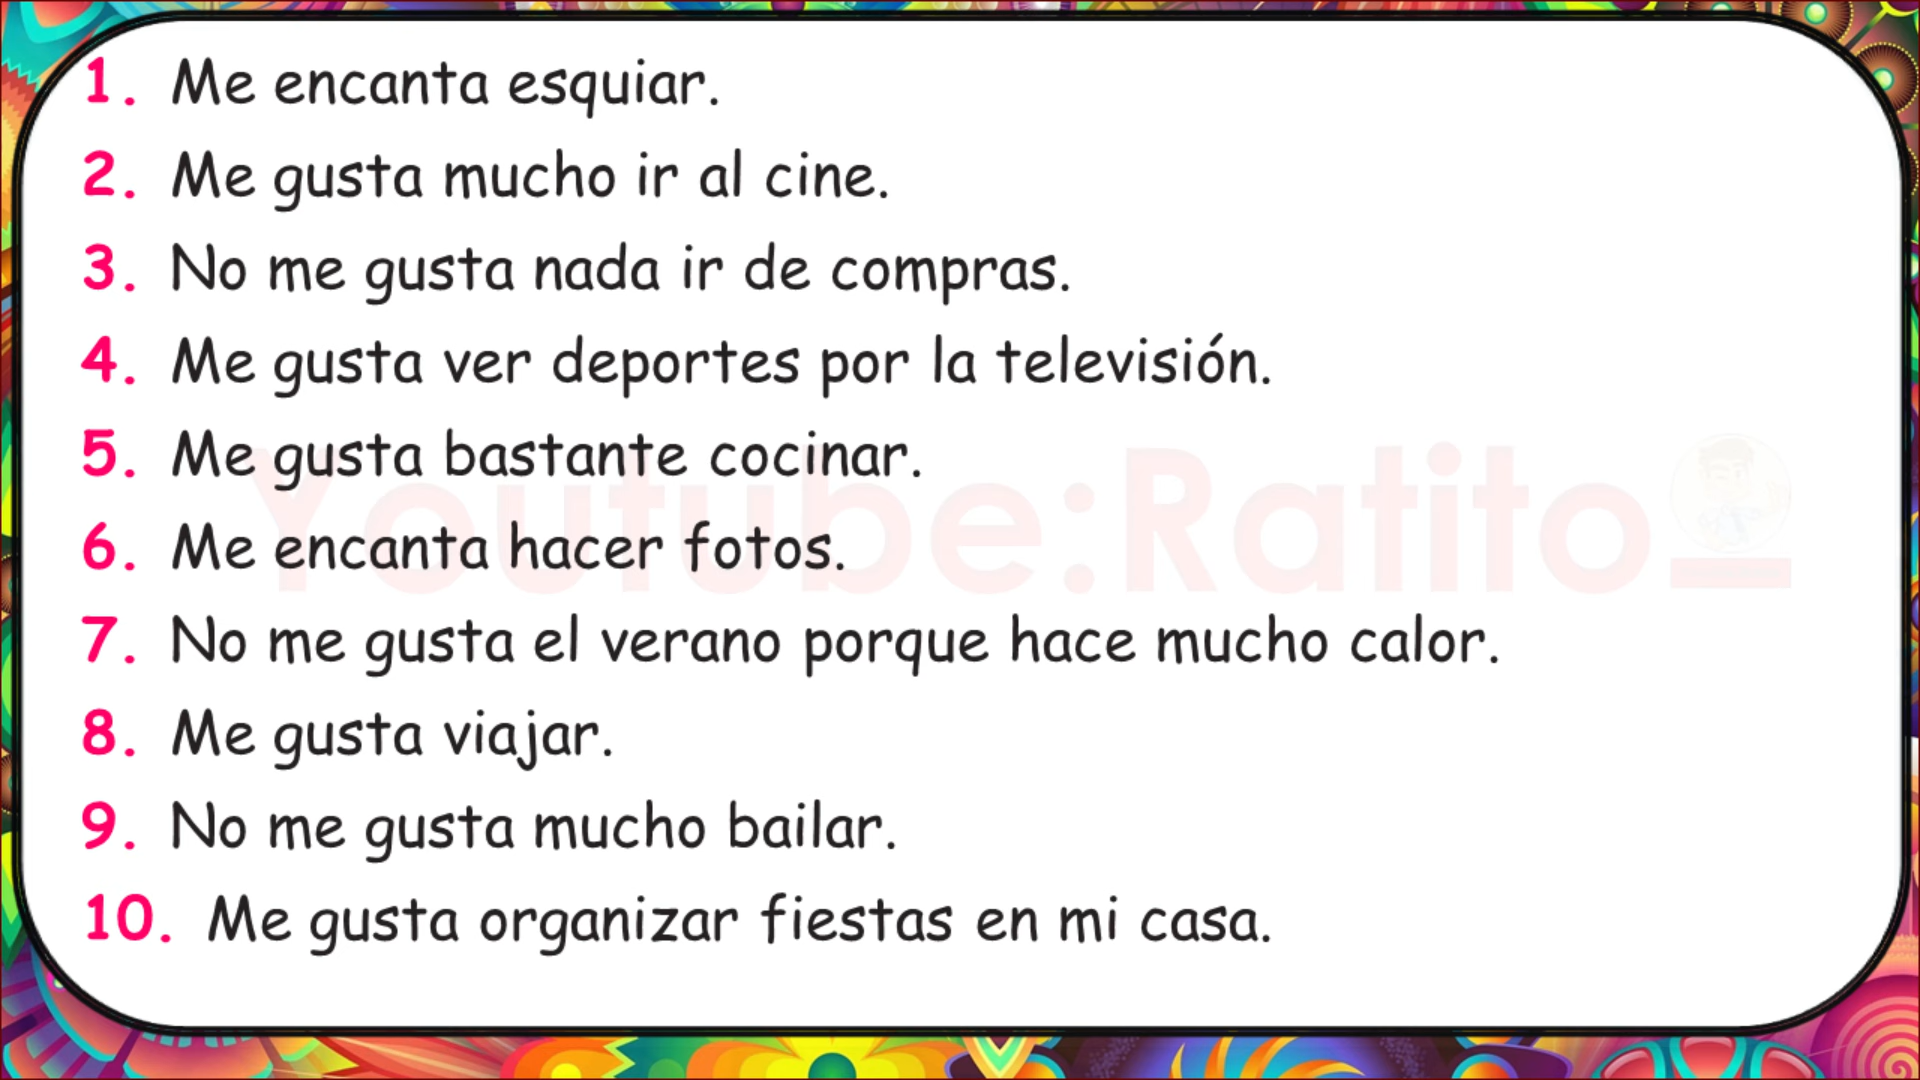 1. Me encanta esquiar.
2. Me gusta mucho ir al cine.
3. No me gusta nada ir de compras.
4. Me gusta ver deportes por la televisión.
5. Me gusta bastante cocinar.
Youtube:Ratito
6. Me encanta hacer fotos.
7. No me gusta el verano porque hace mucho calor.
8. Me gusta viajar.
9. No me gusta mucho bailar.
10. Me gusta organizar fiestas en mi casa.